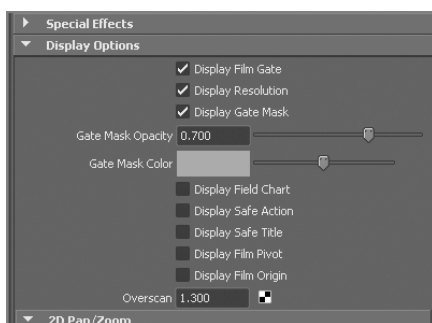 Special Effects
Display Options
Display Film Gate
Display Resolution
Display Gate Mask
Gate Mask Opacity 0.700
Gate Mask Color
Display Field Chart
Display Safe Action
Display Safe Title
Display Film Pivot
Display Film Origin
Overscan 1.300
2D Pan/Zoom